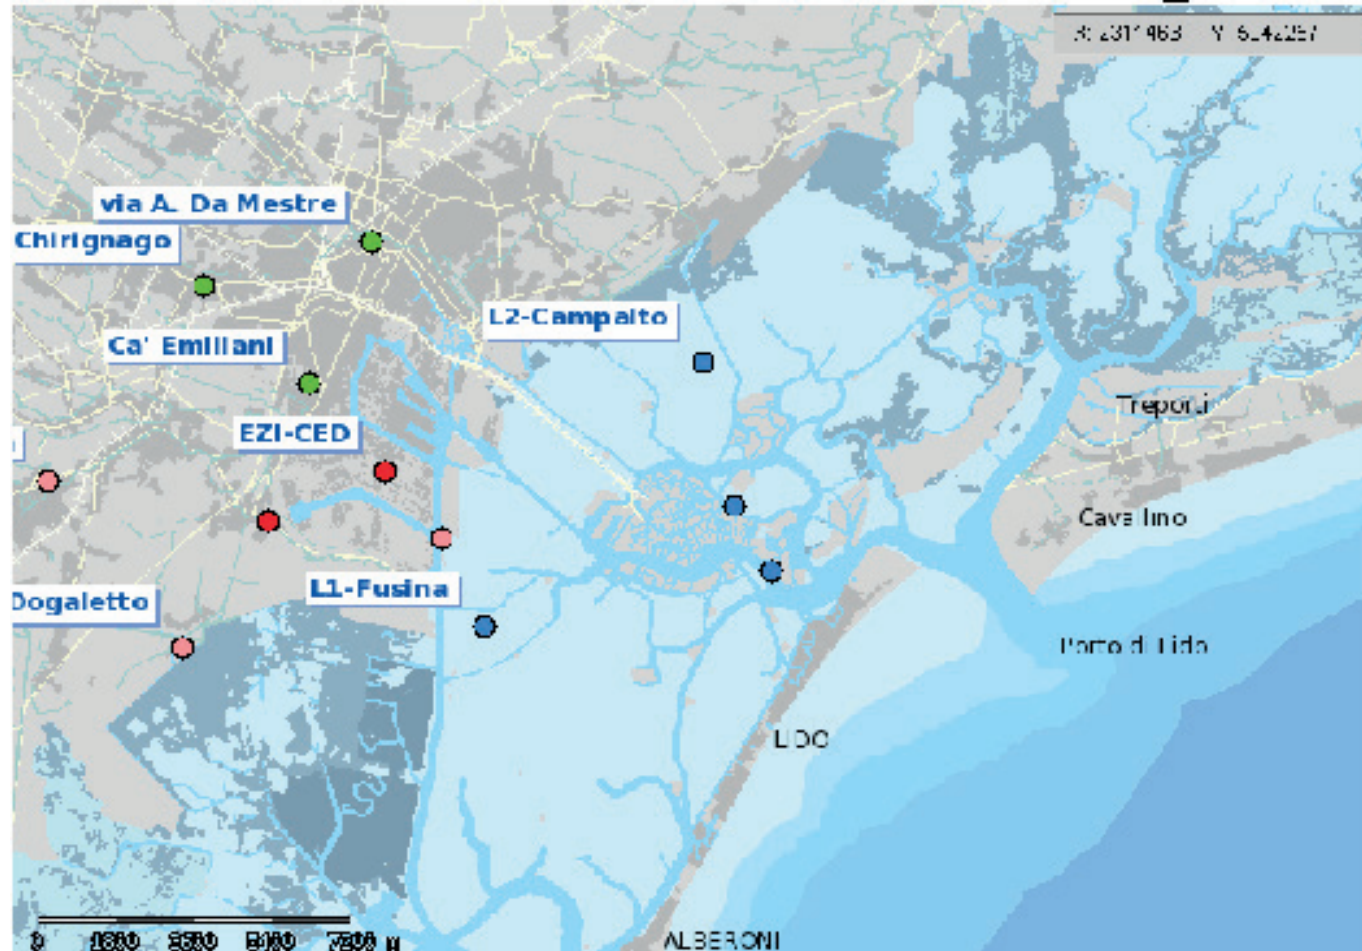 via A. Da Mestre
Chirignago
L2-Campalto
Ca' Emiliani
Treporti
EZI-CED
Cavallino
L1-Fusina
Dogaletto
Porto di Lido
LIDO
0
ALBERONI